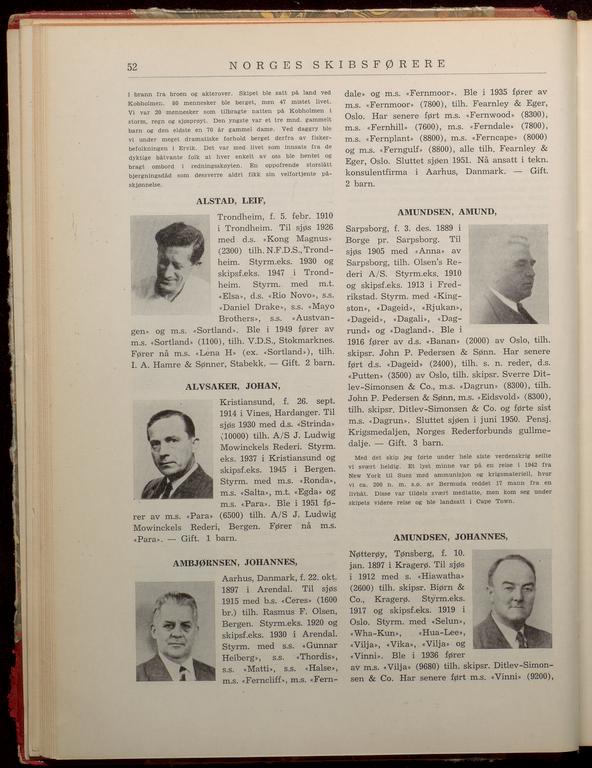 52 NORGES SKIBSFØRERE
i brann fra broen og akterover. Skipet ble satt på land ved
Kobholmen. 80 mennesker ble berget, men 47 mistet livet.
Vi var 20 mennesker som tilbragte natten på Kobholmen i
storm, regn og sjøsprøyt. Den yngste var et tre mnd. gammelt
barn og den eldste en 70 år gammel dame. Ved daggry ble
vi under meget dramatiske forhold berget derfra av fisker-
befolkningen i Ervik. Det var med livet som innsats fra de
dyktige båtvante folk at hver enkelt av oss ble hentet og
bragt ombord i redningsskøyten. En oppofrende storslått
bjergningsdåd som dessverre aldri fikk sin velfortjente på-
skjønnelse.
ALSTAD, LEIF,
Trondheim, f. 5. febr. 1910
i Trondheim. Til sjøs 1926
med d.s. «Kong Magnus»
(2300) tilh. N.F.D.S., Trond-
heim. Styrm.eks. 1930 og
skipsf.eks. 1947 i Trond-
heim. Styrm. med m.t.
«Elsa», d.s. «Rio Novo», s.s.
«Daniel Drake», s.s. «Mayo
Brothers», s.s. «Austvan-
gen» og m.s. «Sortland». Ble i 1949 fører av
m.s. «Sortland» (1100), tilh. V.D.S., Stokmarknes.
Fører nå m.s. «Lena H» (ex. «Sortland»), tilh.
I. A. Hamre & Sønner, Stabekk. — Gift. 2 barn.
ALVSAKER, JOHAN,
Kristiansund, f. 26. sept.
1914 i Vines, Hardanger. Til
sjøs 1930 med d.s. «Strinda»
(10000) tilh. A/S J. Ludwig
Mowinckels Rederi. Styrm.
eks. 1937 i Kristiansund og
skipsf.eks. 1945 i Bergen.
Styrm. med m.s. «Ronda»,
m.s. «Salta», m.t. «Egda» og
m.s. «Para». Ble i 1951 fø-
rer av m.s. «Para» (6500) tilh. A/S J. Ludwig
Mowinckels Rederi, Bergen. Fører nå m.s.
«Para». — Gift. 1 barn.
AMBJØRNSEN, JOHANNES,
Aarhus, Danmark, f. 22. okt.
1897 i Arendal. Til sjøs
1915 med b.s. «Ceres» (1600
br.) tilh. Rasmus F. Olsen,
Bergen. Styrm.eks. 1920 og
skipsf.eks. 1930 i Arendal.
Styrm. med s.s. «Gunnar
Heiberg», s.s. «Thordis»,
s.s. «Matti», s.s. «Halse»,
m.s. «Ferncliff», m.s. «Fern-
dale» og m.s. «Fernmoor». Ble i 1935 fører av
m.s. «Fernmoor» (7800), tilh. Fearnley & Eger,
Oslo. Har senere ført m.s. «Fernwood» (8300),
m.s. «Fernhill» (7600), m.s. «Ferndale» (7800),
m.s. «Fernplant» (8800), m.s. «Ferncape» (8000)
og m.s. «Ferngulf» (8800), alle tilh. Fearnley &
Eger, Oslo. Sluttet sjøen 1951. Nå ansatt i tekn.
konsulentfirma i Aarhus, Danmark. — Gift.
2 barn.
AMUNDSEN, AMUND,
Sarpsborg, f. 3. des. 1889 i
Borge pr. Sarpsborg. Til
sjøs 1905 med «Anna» av
Sarpsborg, tilh. Olsen's Re-
deri A/S. Styrm.eks. 1910
og skipsf.eks. 1913 i Fred-
rikstad. Styrm. med «King-
ston», «Dageid», «Rjukan»,
«Dageid», «Dagali», «Dag-
rund» og «Dagland». Ble i
1916 fører av d.s. «Banan» (2000) av Oslo, tilh.
skipsr. John P. Pedersen & Sønn. Har senere
ført d.s. «Dageid» (2400), tilh. s. n. reder, d.s.
«Putten» (3500) av Oslo, tilh. skipsr. Sverre Dit-
lev-Simonsen & Co., m.s. «Dagrun» (8300), tilh.
John P. Pedersen & Sønn, m.s. «Eidsvold» (8300),
tilh. skipsr. Ditlev-Simonsen & Co. og førte sist
m.s. «Dagrun». Sluttet sjøen i juni 1950. Pensj.
Krigsmedaljen, Norges Rederforbunds gullme-
dalje. — Gift. 3 barn.
Med det skip jeg førte under hele siste verdenskrig seilte
vi svært heldig. Et lyst minne var på en reise i 1942 fra
New York til Suez med ammunisjon og krigsmateriell, hvor
vi ca. 200 n. m. s.ø. av Bermuda reddet 17 mann fra en
livbåt. Disse var tildels svært medtatte, men kom seg under
skipets videre reise og ble landsatt i Cape Town.
AMUNDSEN, JOHANNES,
Nøtterøy, Tønsberg, f. 10.
jan. 1897 i Kragerø. Til sjøs
i 1912 med s. «Hiawatha»
(2600) tilh. skipsr. Bjørn &
Co., Kragerø. Styrm.eks.
1917 og skipsf.eks. 1919 i
Oslo. Styrm. med «Selun»,
«Wha-Kun», «Hua-Lee»,
«Vilja», «Vika», «Vilja» og
«Vinni». Ble i 1936 fører
av m.s. «Vilja» (9680) tilh. skipsr. Ditlev-Simon-
sen & Co. Har senere ført m.s. «Vinni» (9200),